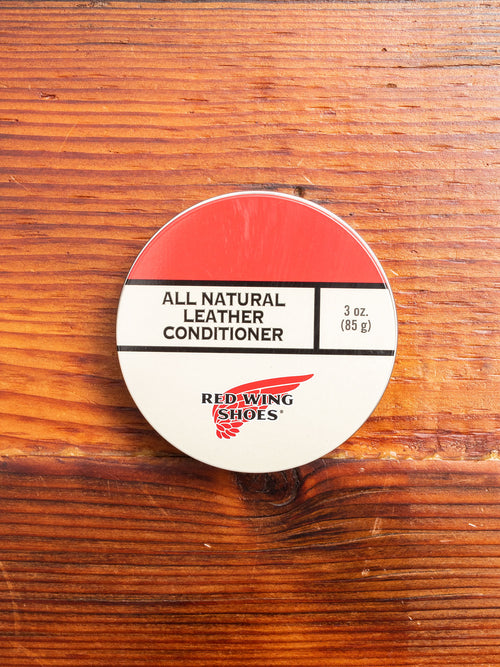 ALL NATURAL
LEATHER
CONDITIONER
3 oz.
(85 g)
RED WING
SHOES®